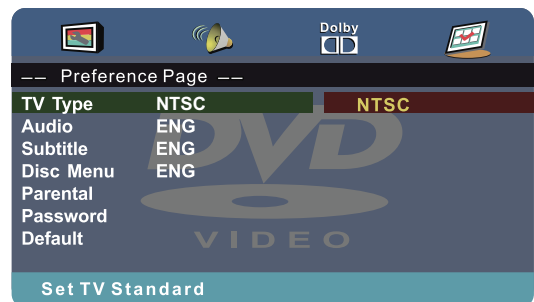 Dolby
-- Preference Page --
TV Type NTSC NTSC
Audio ENG
Subtitle ENG
Disc Menu ENG
Parental
Password
Default
DVD
VIDEO
Set TV Standard